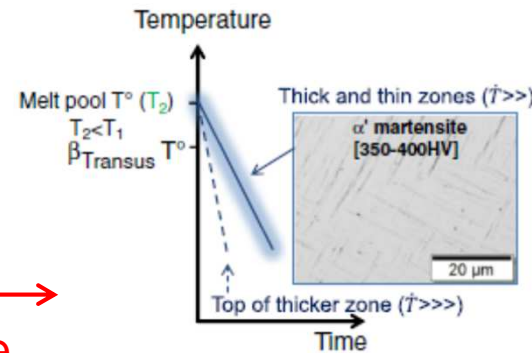 Temperature
Melt pool T° (T₂)
T₂<T₁
βTransus T°
Thick and thin zones (Ṫ>>)
α' martensite
[350-400HV]
20 µm
Top of thicker zone (Ṫ>>>)
Time